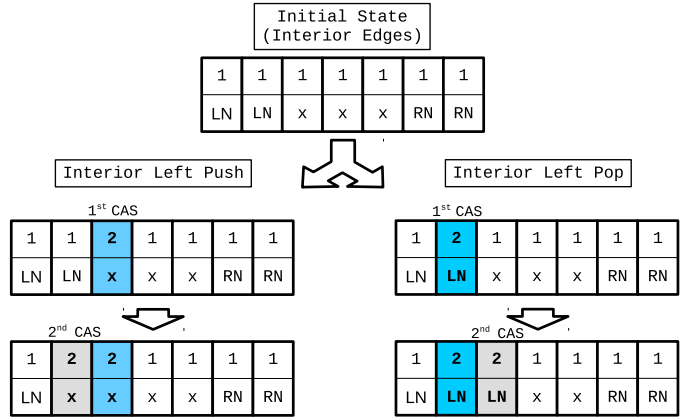 Initial State
(Interior Edges)
1 1 1 1 1 1 1
LN LN x x x RN RN
Interior Left Push
Interior Left Pop
1st CAS
1st CAS
1 1 2 1 1 1 1
LN LN x x x RN RN
1 2 1 1 1 1 1
LN LN x x x RN RN
2nd CAS
2nd CAS
1 2 2 1 1 1 1
LN x x x x RN RN
1 2 2 1 1 1 1
LN LN LN x x RN RN